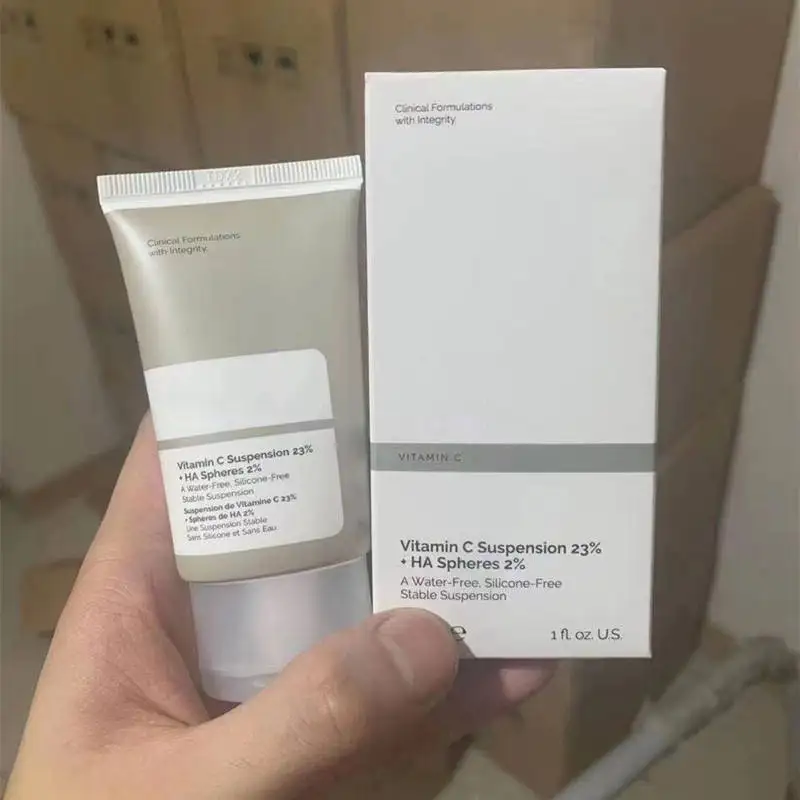 Clinical Formulations
with Integrity.
Clinical Formulations
with Integrity.
Vitamin C Suspension 23%
+ HA Spheres 2%
A Water-Free, Silicone-Free
Stable Suspension
Suspension de Vitamine C 23%
+ Sphères de HA 2%
Une Suspension Stable
Sans Silicone et Sans Eau
VITAMIN C
Vitamin C Suspension 23%
+ HA Spheres 2%
A Water-Free, Silicone-Free
Stable Suspension
e 1 fl. oz. U.S.